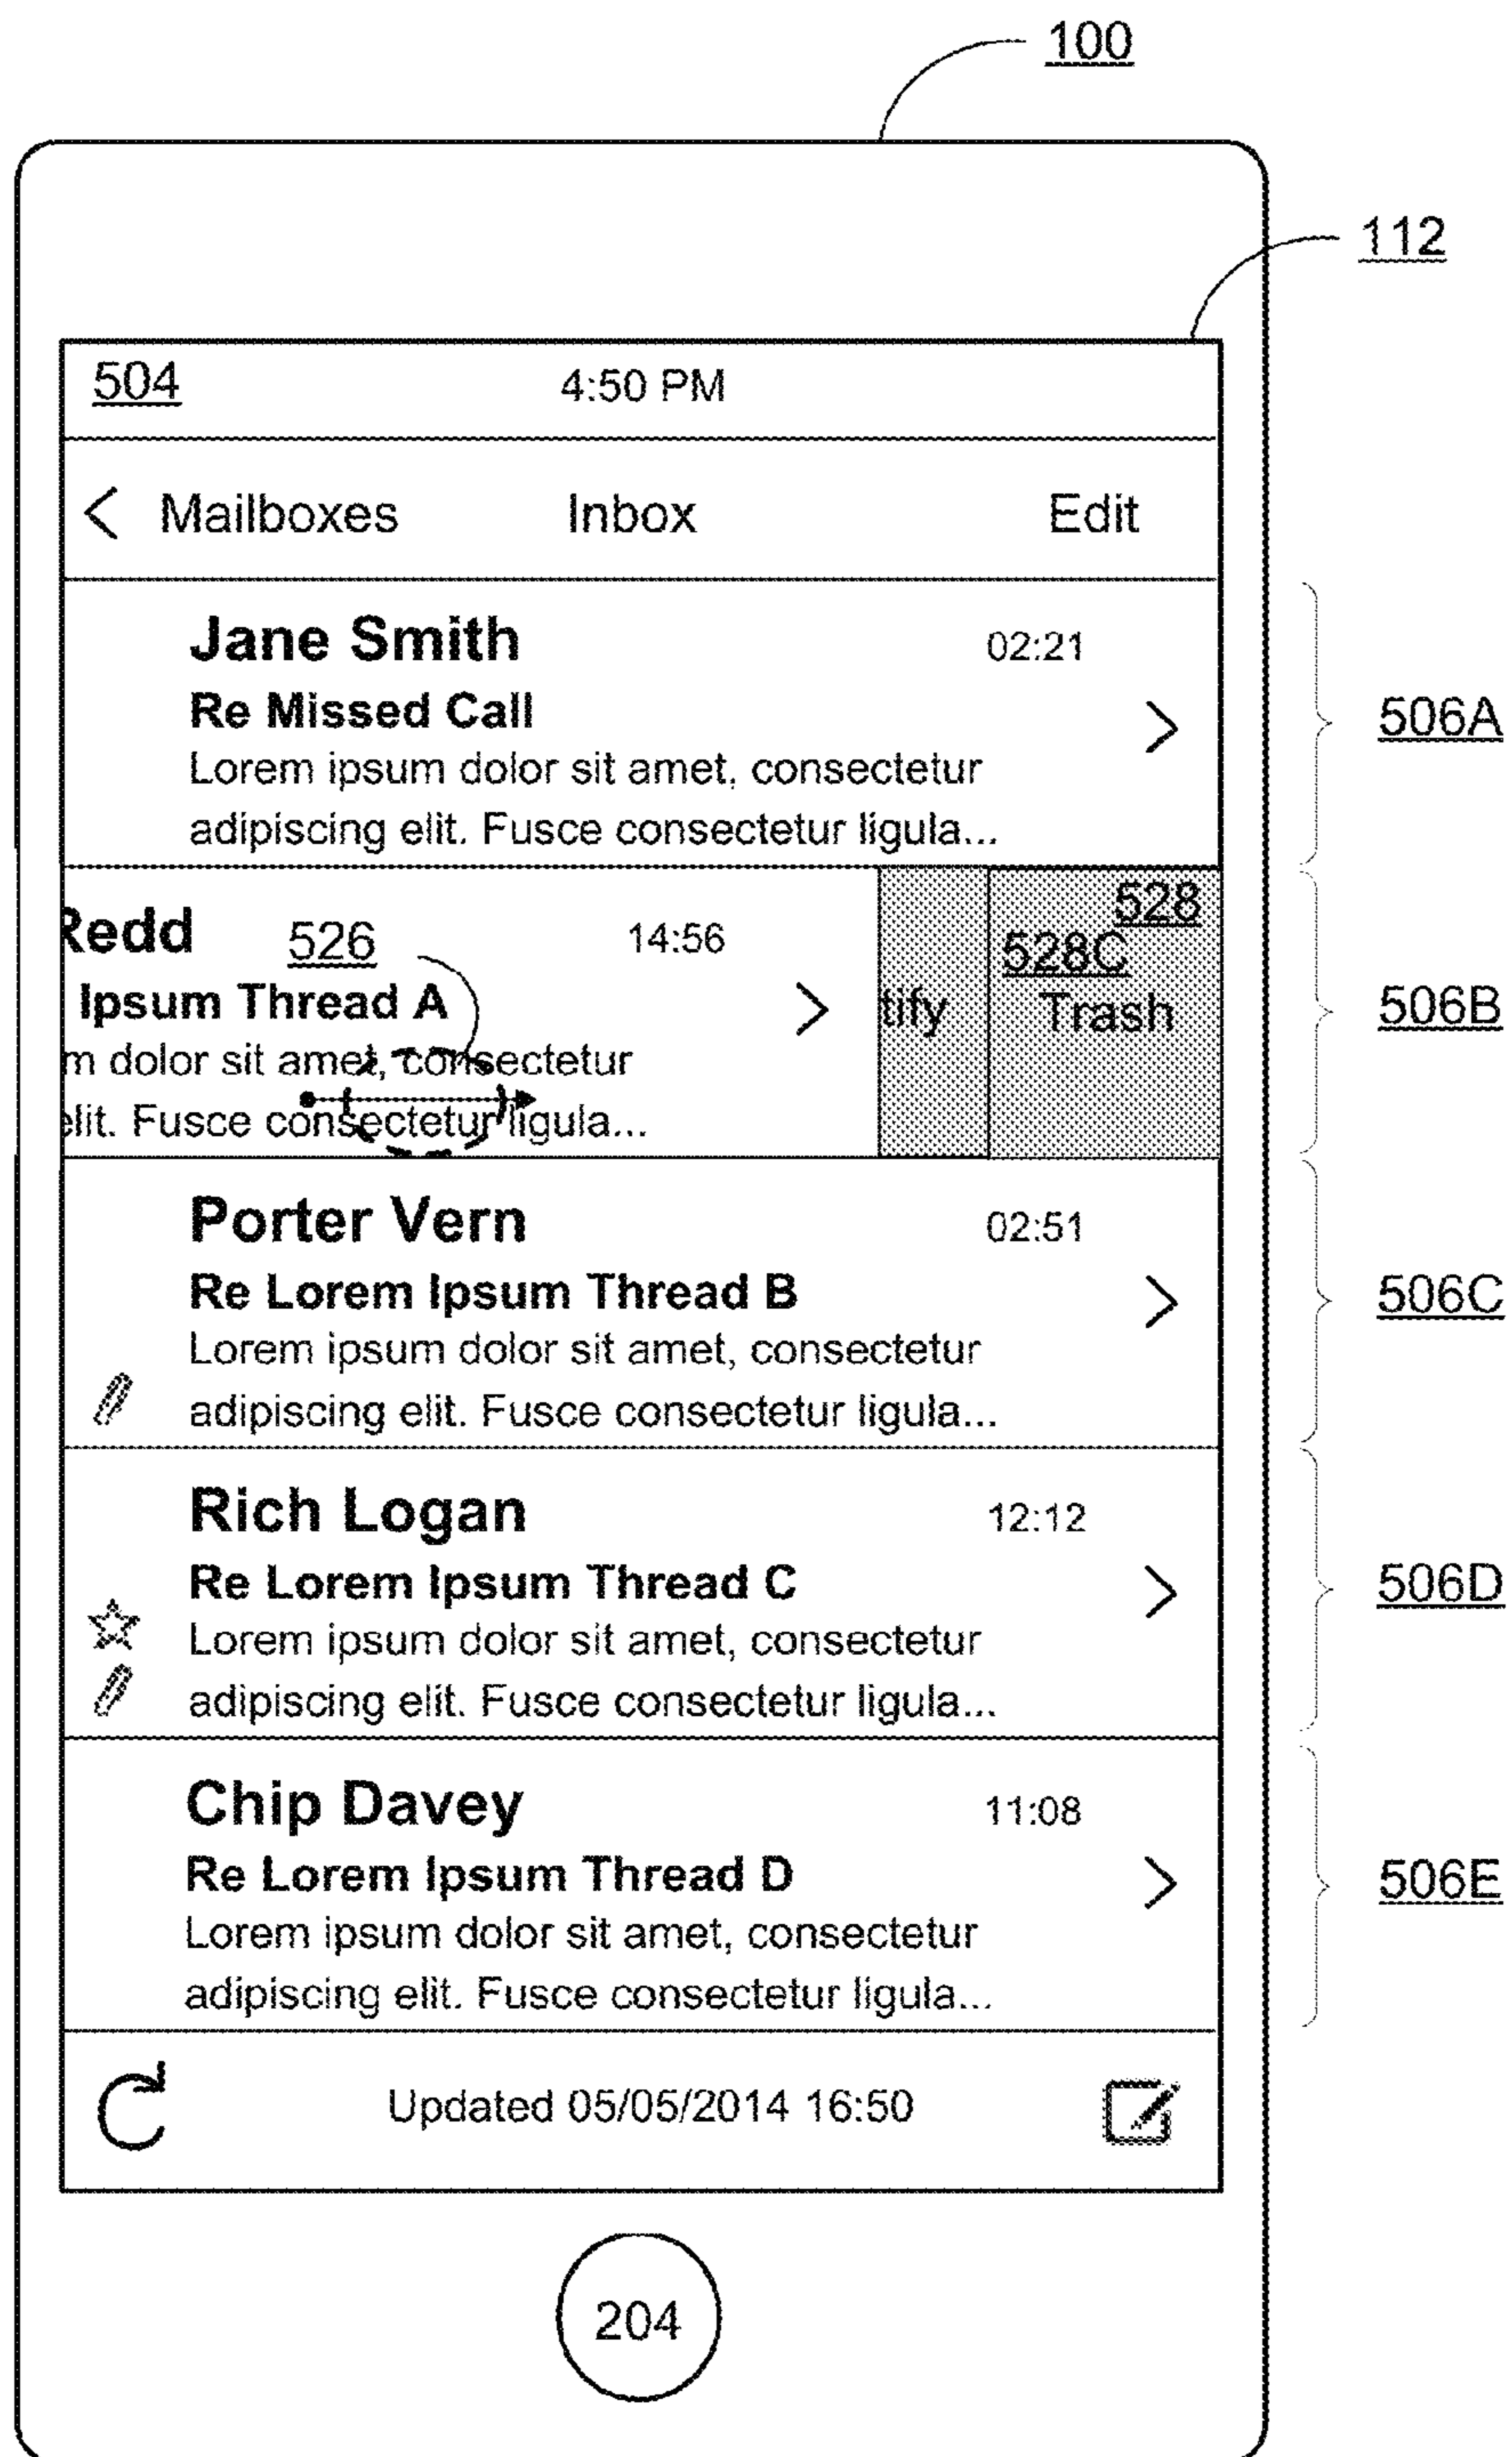 100
112
504 4:50 PM
< Mailboxes Inbox Edit
Jane Smith 02:21
Re Missed Call
Lorem ipsum dolor sit amet, consectetur
adipiscing elit. Fusce consectetur ligula...
506A
Redd 526 14:56 528
528C
Ipsum Thread A tify Trash
m dolor sit amet, consectetur
elit. Fusce consectetur ligula...
506B
Porter Vern 02:51
Re Lorem Ipsum Thread B
Lorem ipsum dolor sit amet, consectetur
adipiscing elit. Fusce consectetur ligula...
506C
Rich Logan 12:12
Re Lorem Ipsum Thread C
Lorem ipsum dolor sit amet, consectetur
adipiscing elit. Fusce consectetur ligula...
506D
Chip Davey 11:08
Re Lorem Ipsum Thread D
Lorem ipsum dolor sit amet, consectetur
adipiscing elit. Fusce consectetur ligula...
506E
Updated 05/05/2014 16:50
204